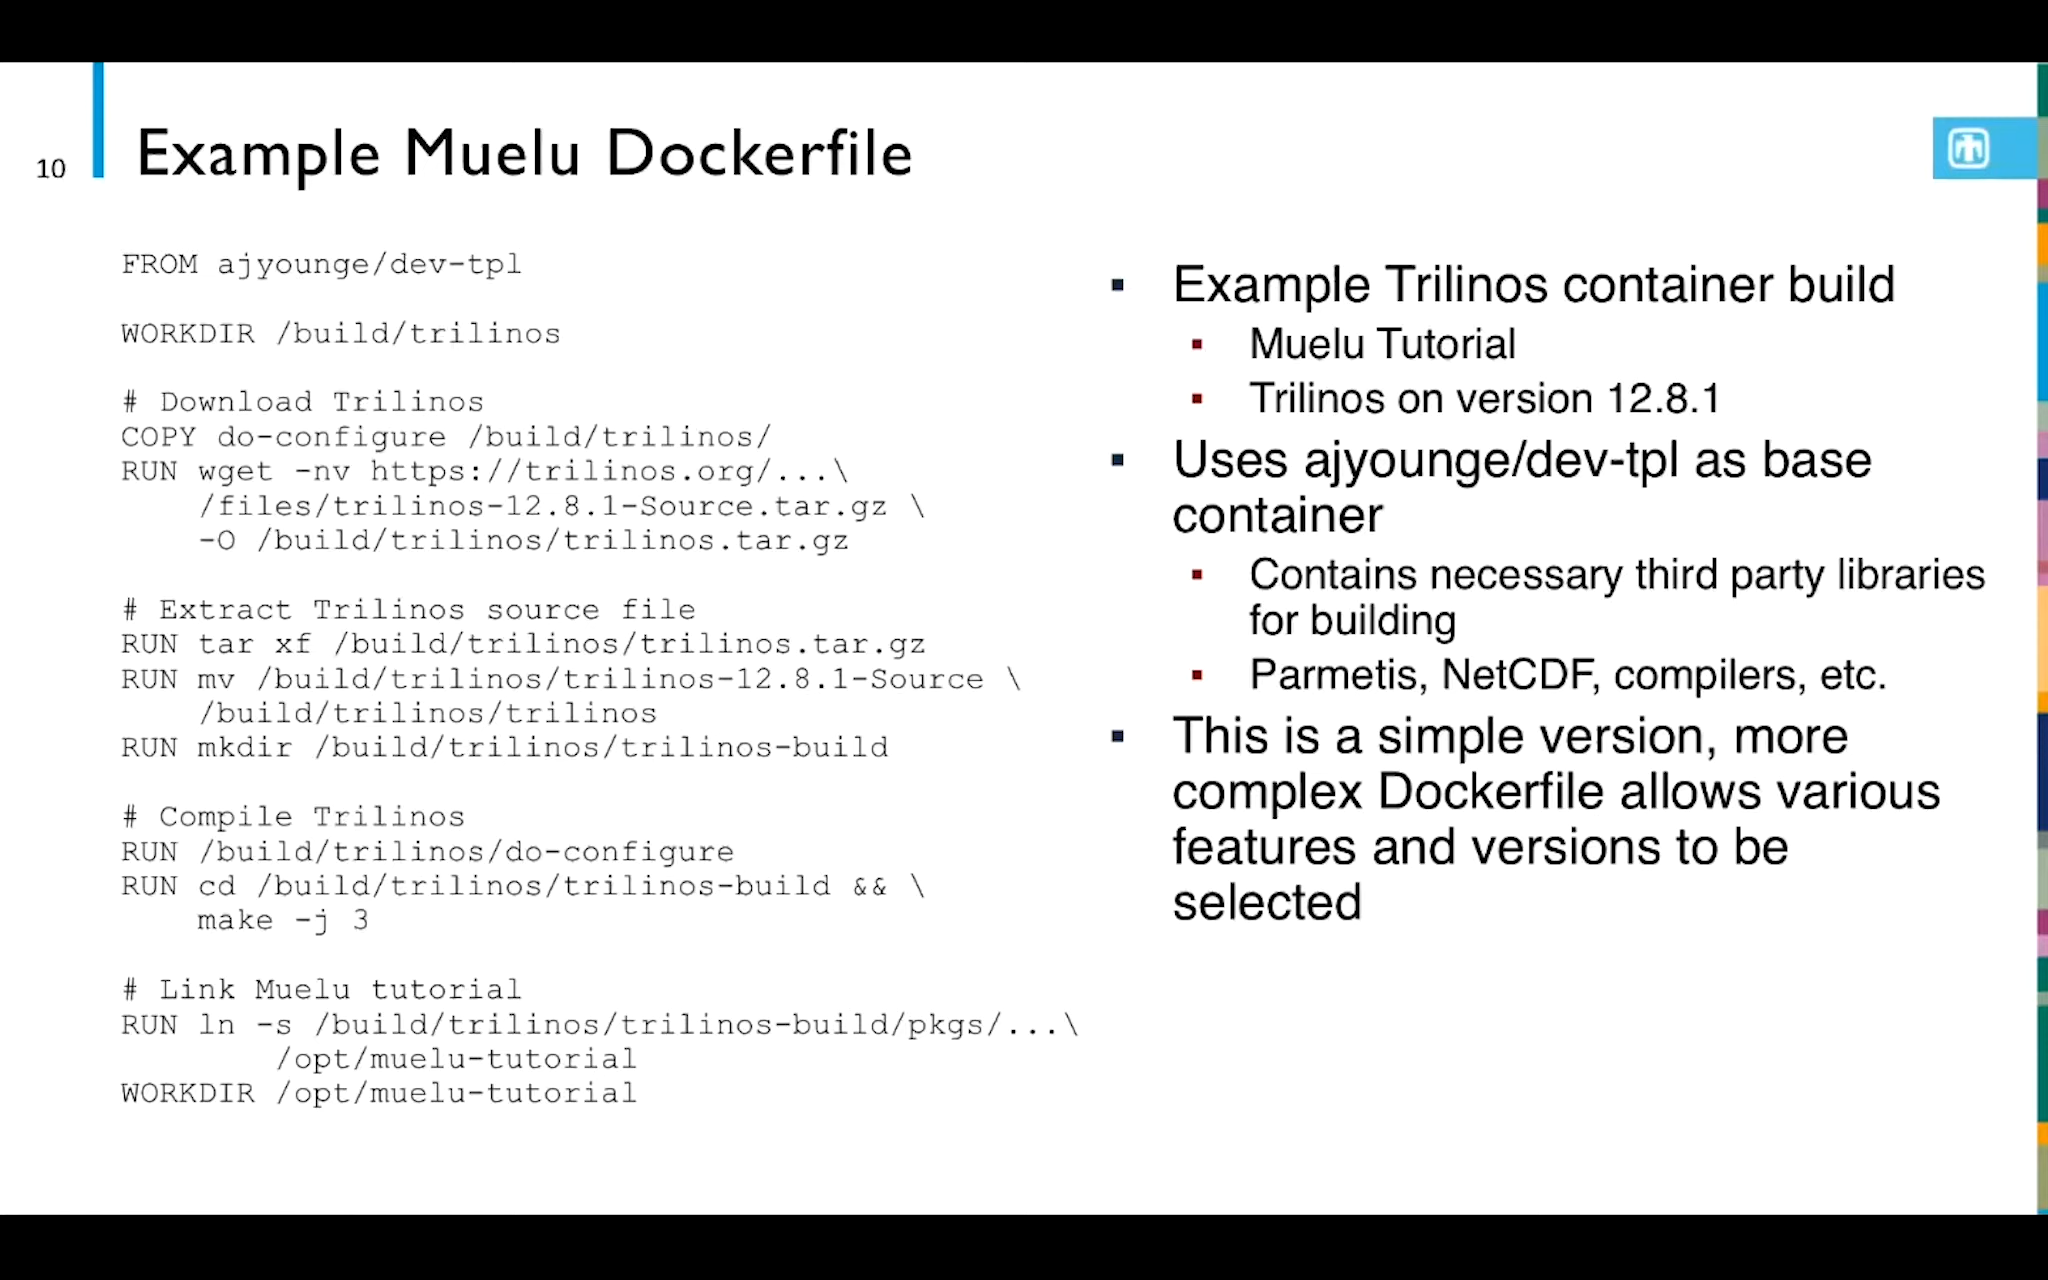 10
Example Muelu Dockerfile
FROM ajyounge/dev-tpl
WORKDIR /build/trilinos
# Download Trilinos
COPY do-configure /build/trilinos/
RUN wget -nv https://trilinos.org/...\
/files/trilinos-12.8.1-Source.tar.gz \
-O /build/trilinos/trilinos.tar.gz
# Extract Trilinos source file
RUN tar xf /build/trilinos/trilinos.tar.gz
RUN mv /build/trilinos/trilinos-12.8.1-Source \
/build/trilinos/trilinos
RUN mkdir /build/trilinos/trilinos-build
# Compile Trilinos
RUN /build/trilinos/do-configure
RUN cd /build/trilinos/trilinos-build && \
make -j 3
# Link Muelu tutorial
RUN ln -s /build/trilinos/trilinos-build/pkgs/...\
/opt/muelu-tutorial
WORKDIR /opt/muelu-tutorial
Example Trilinos container build
Muelu Tutorial
Trilinos on version 12.8.1
Uses ajyounge/dev-tpl as base
container
Contains necessary third party libraries
for building
Parmetis, NetCDF, compilers, etc.
This is a simple version, more
complex Dockerfile allows various
features and versions to be
selected